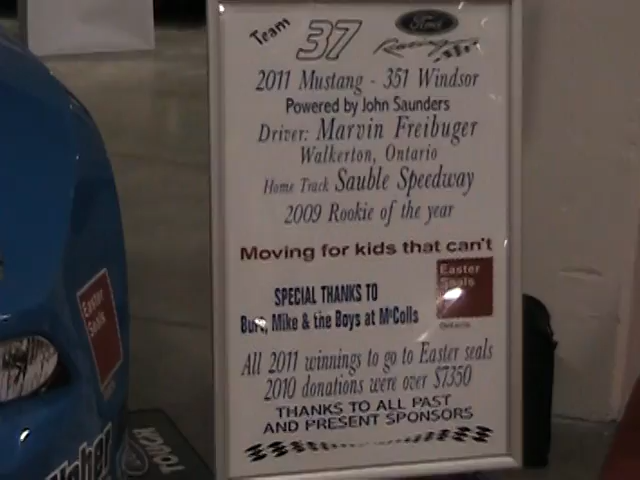 Team 37 Ford
Racing
2011 Mustang - 351 Windsor
Powered by John Saunders
Driver: Marvin Freibuger
Walkerton, Ontario
Home Track Sauble Speedway
2009 Rookie of the year
Moving for kids that can't
Easter
Seals
Ontario
SPECIAL THANKS TO
Mike & the Boys at McColls
All 2011 winnings to go to Easter seals
2010 donations were over $7350
THANKS TO ALL PAST
AND PRESENT SPONSORS
Easter
Seals
TOUCH